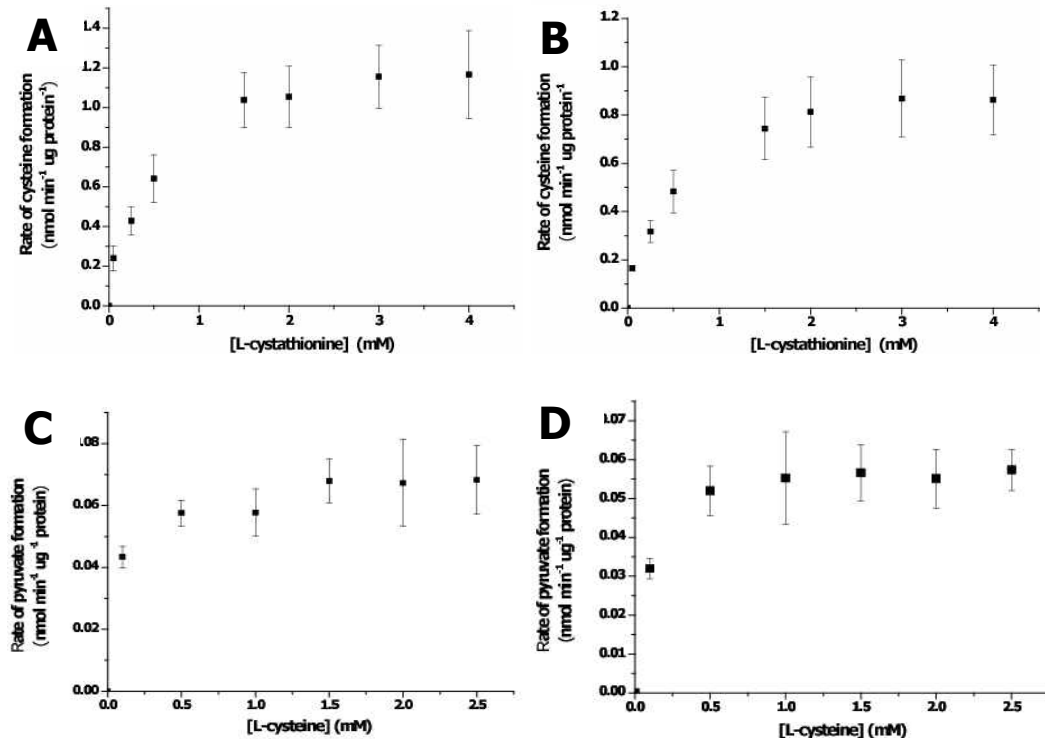 A
Rate of cysteine formation
(nmol min⁻¹ ug protein⁻¹)
1.4
1.2
1.0
0.8
0.6
0.4
0.2
0.0
0 1 2 3 4
[L-cystathionine] (mM)
B
Rate of cysteine formation
(nmol min⁻¹ ug protein⁻¹
1.2
1.0
0.8
0.6
0.4
0.2
0.0
0 1 2 3 4
[L-cystathionine] (mM)
C
Rate of pyruvate formation
(nmol min⁻¹ ug⁻¹ protein)
.08
0.06
0.04
0.02
0.00
0.5 1.0 1.5 2.0 2.5
[L-cysteine] (mM)
D
Rate of pyruvate formation
(nmol min⁻¹ ug⁻¹ protein)
.07
0.06
0.05
0.04
0.03
0.02
0.01
0.00
0.0 0.5 1.0 1.5 2.0 2.5
[L-cysteine] (mM)